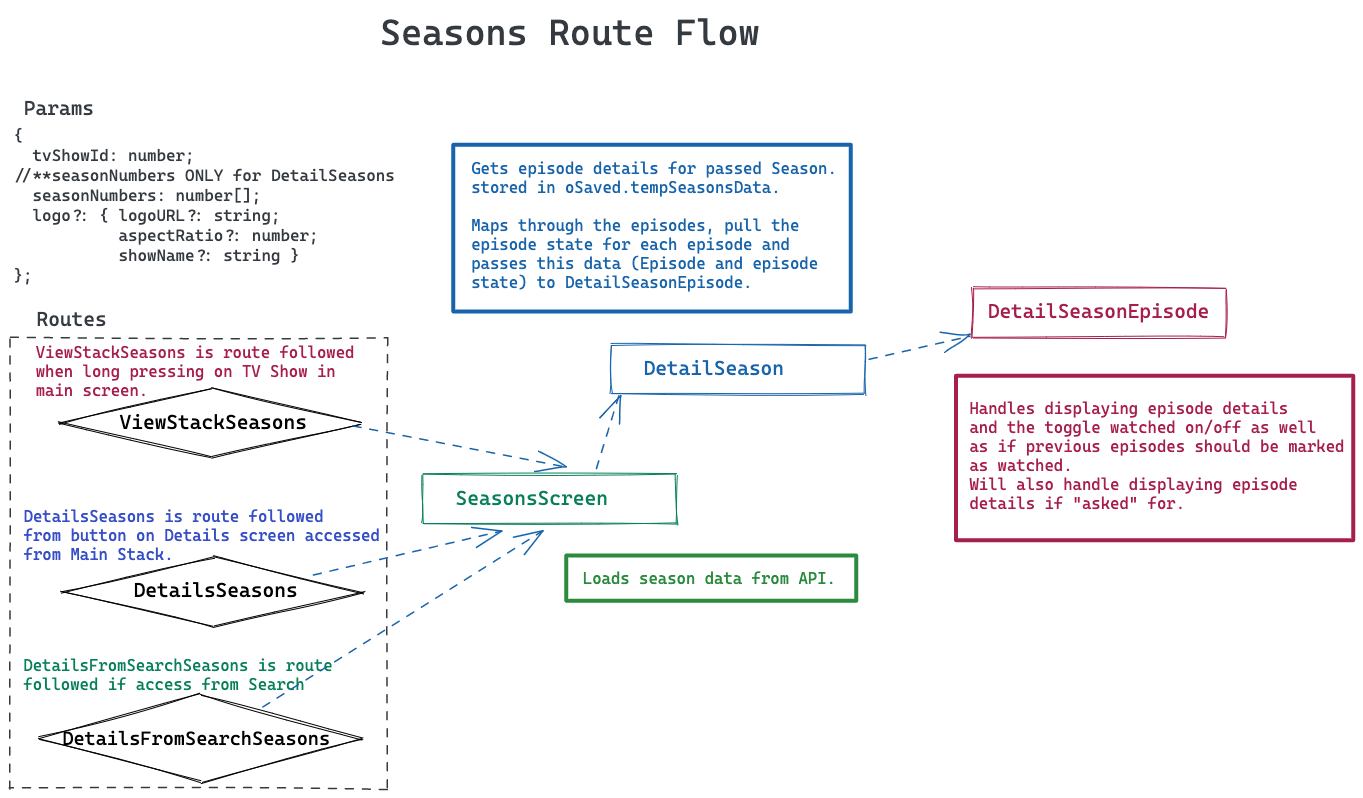 Seasons Route Flow
Params
{
tvShowId: number;
//**seasonNumbers ONLY for DetailSeasons
seasonNumbers: number[];
logo?: { logoURL?: string;
aspectRatio?: number;
showName?: string }
};
Routes
ViewStackSeasons is route followed
when long pressing on TV Show in
main screen.
ViewStackSeasons
DetailsSeasons is route followed
from button on Details screen accessed
from Main Stack.
DetailsSeasons
DetailsFromSearchSeasons is route
followed if access from Search
DetailsFromSearchSeasons
SeasonsScreen
Loads season data from API.
Gets episode details for passed Season.
stored in oSaved.tempSeasonsData.
Maps through the episodes, pull the
episode state for each episode and
passes this data (Episode and episode
state) to DetailSeasonEpisode.
DetailSeason
DetailSeasonEpisode
Handles displaying episode details
and the toggle watched on/off as well
as if previous episodes should be marked
as watched.
Will also handle displaying episode
details if "asked" for.